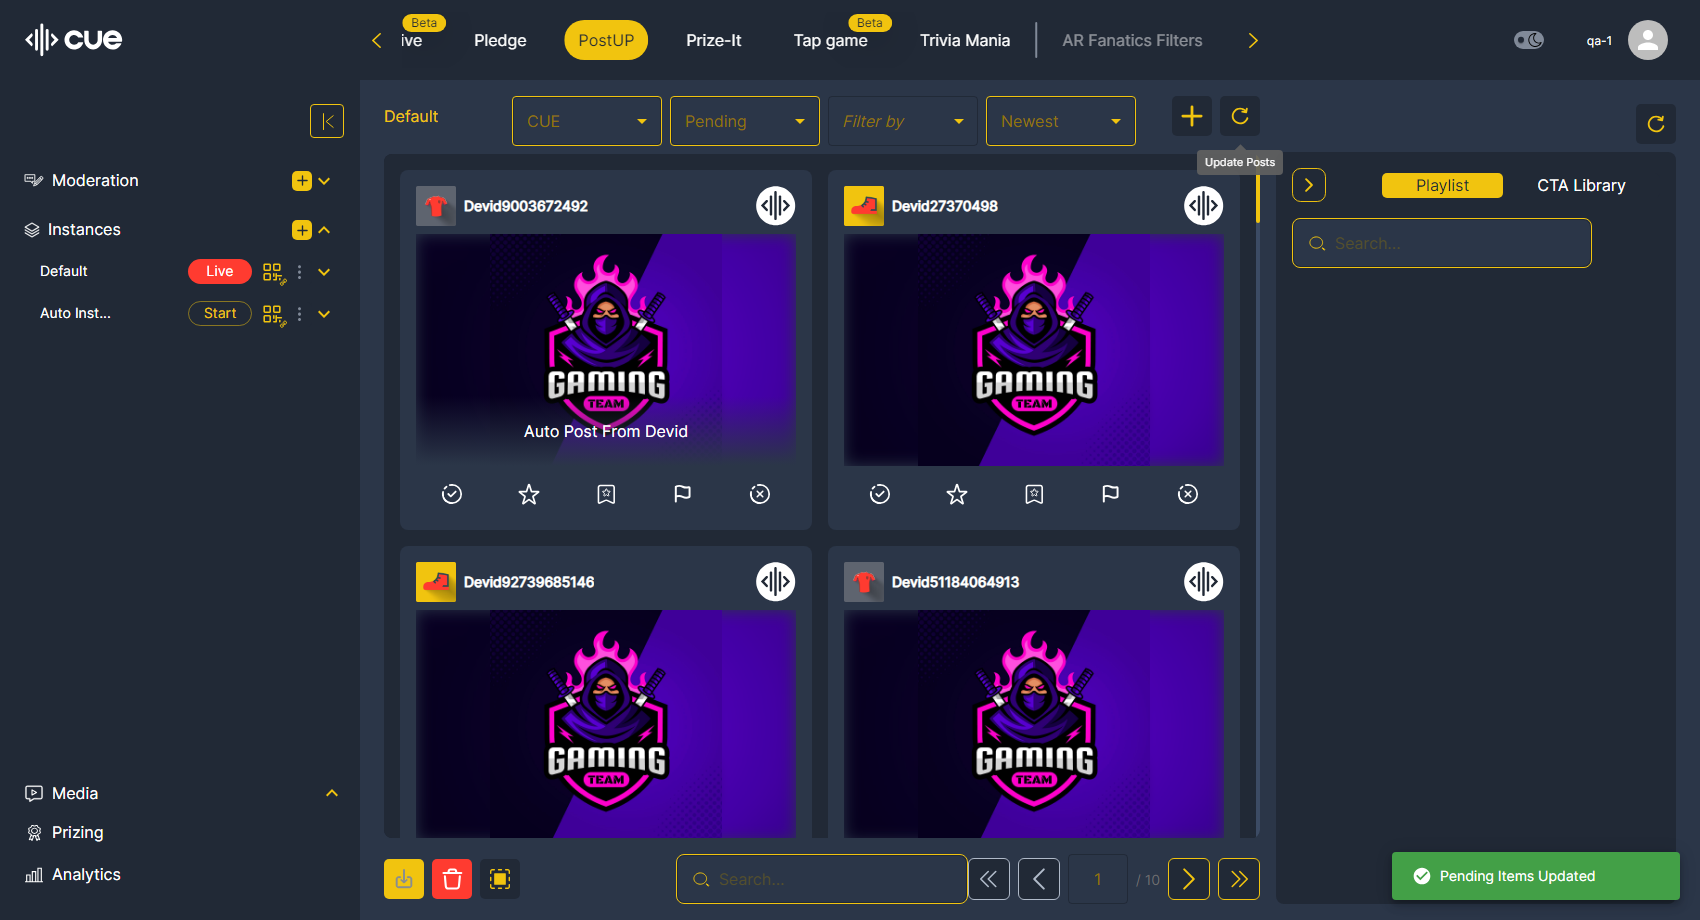 cue
Beta
ive
Pledge
PostUP
Prize-It
Beta
Tap game
Trivia Mania
AR Fanatics Filters
qa-1
Default
CUE
Pending
Filter by
Newest
Update Posts
Moderation
Instances
Default
Live
Auto Inst...
Start
Media
Prizing
Analytics
Devid9003672492
GAMING
TEAM
Auto Post From Devid
Devid27370498
GAMING
TEAM
Devid92739685146
GAMING
TEAM
Devid51184064913
GAMING
TEAM
Playlist
CTA Library
Search...
Search...
1
/ 10
Pending Items Updated